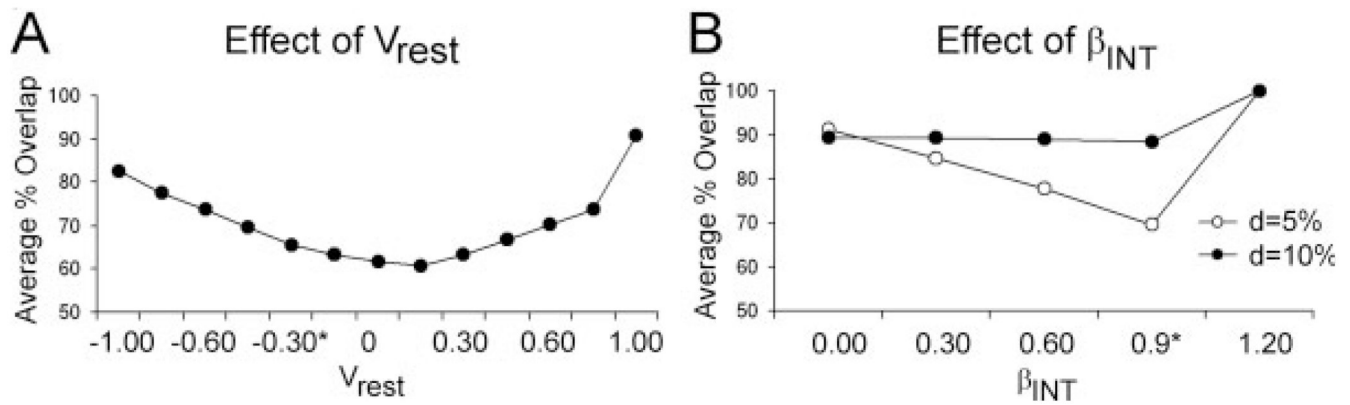 A
Effect of Vrest
Average % Overlap
100
90
80
70
60
50
-1.00 -0.60 -0.30* 0 0.30 0.60 1.00
Vrest
B
Effect of βINT
Average % Overlap
100
90
80
70
60
50
d=5%
d=10%
0.00 0.30 0.60 0.9* 1.20
βINT